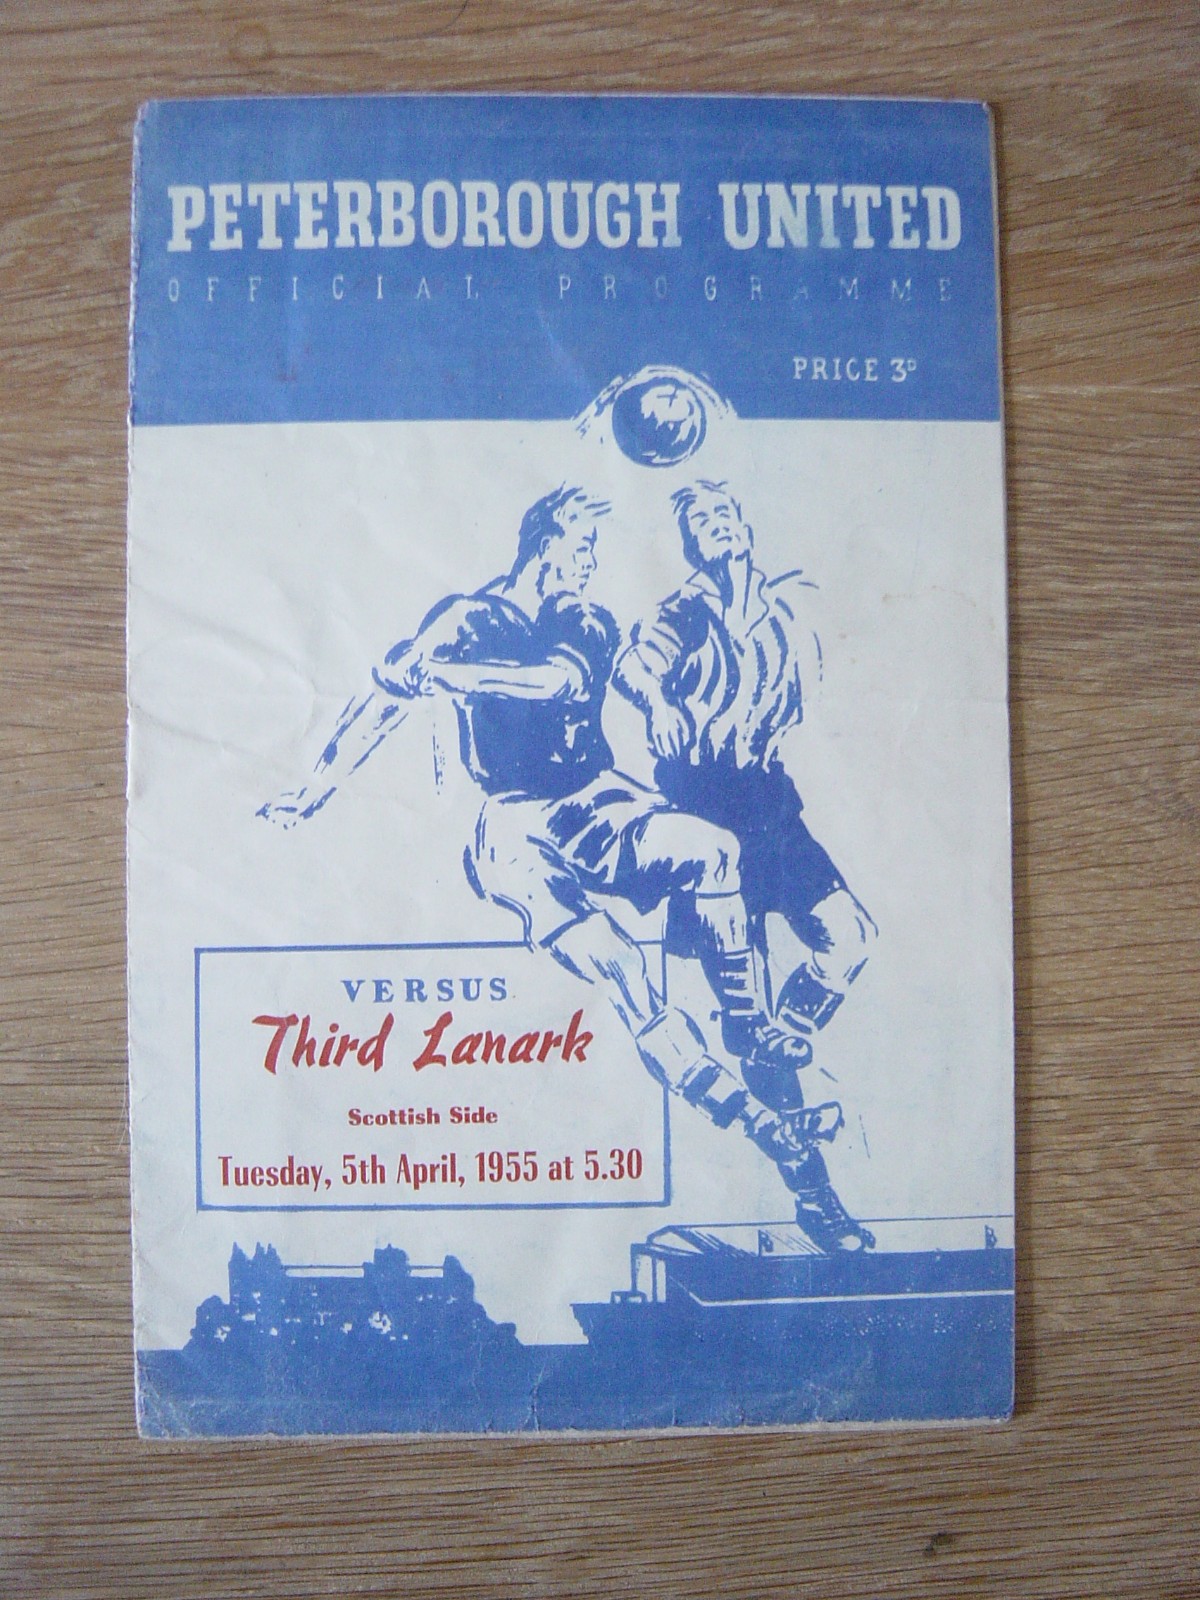 PETERBOROUGH UNITED
OFFICIAL PROGRAMME
PRICE 3ᴰ
VERSUS
Third Lanark
Scottish Side
Tuesday, 5th April, 1955 at 5.30